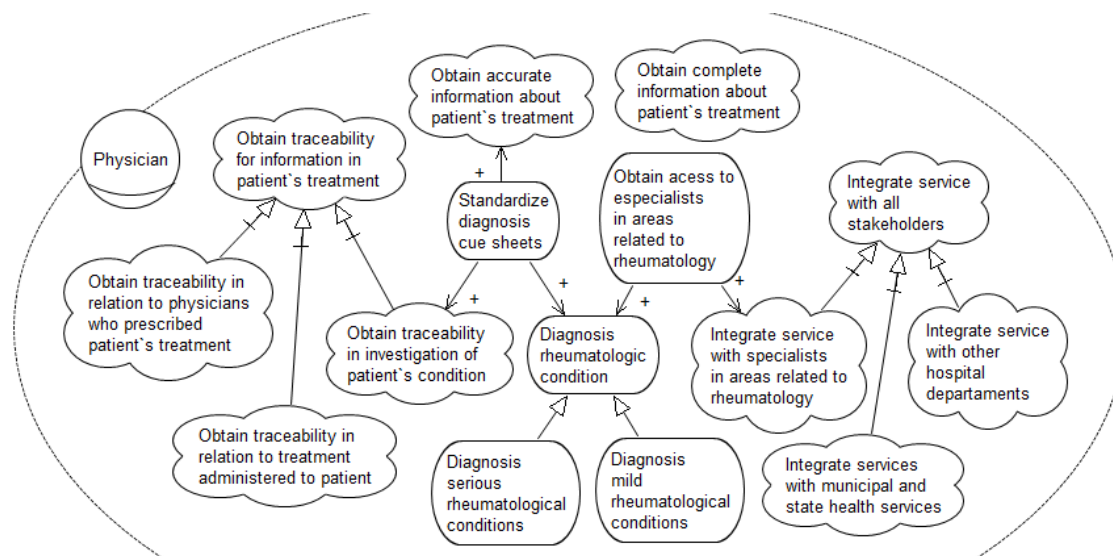 Physician
Obtain traceability
for information in
patient`s treatment
Obtain accurate
information about
patient`s treatment
Obtain complete
information about
patient`s treatment
+
Standardize
diagnosis
cue sheets
Obtain acess to
especialists
in areas
related to
rheumatology
Integrate service
with all
stakeholders
Obtain traceability in
relation to physicians
who prescribed
patient`s treatment
+
Obtain traceability
in investigation of
patient`s condition
+
+
Diagnosis
rheumatologic
condition
+
Integrate service
with specialists
in areas related to
rheumatology
Integrate service
with other
hospital
departaments
Obtain traceability in
relation to treatment
administered to patient
Diagnosis
serious
rheumatological
conditions
Diagnosis
mild
rheumatological
conditions
Integrate services
with municipal and
state health services